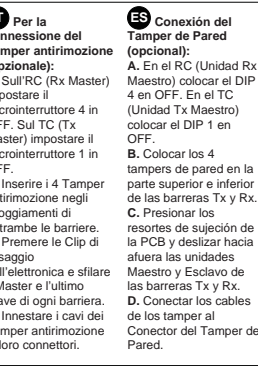 Per la
connessione del
tamper antirimozione
(opzionale):
Sull'RC (Rx Master)
impostare il
microinterruttore 4 in
OFF. Sul TC (Tx
Master) impostare il
microinterruttore 1 in
OFF.
Inserire i 4 Tamper
antirimozione negli
alloggiamenti di
entrambe le barriere.
Premere le Clip di
fissaggio
dell'elettronica e sfilare
Master e l'ultimo
Slave di ogni barriera.
Innestare i cavi dei
tamper antirimozione
loro connettori.
ES Conexión del
Tamper de Pared
(opcional):
A. En el RC (Unidad Rx
Maestro) colocar el DIP
4 en OFF. En el TC
(Unidad Tx Maestro)
colocar el DIP 1 en
OFF.
B. Colocar los 4
tampers de pared en la
parte superior e inferior
de las barreras Tx y Rx.
C. Presionar los
resortes de sujeción de
la PCB y deslizar hacia
afuera las unidades
Maestro y Esclavo de
las barreras Tx y Rx.
D. Conectar los cables
de los tamper al
Conector del Tamper de
Pared.